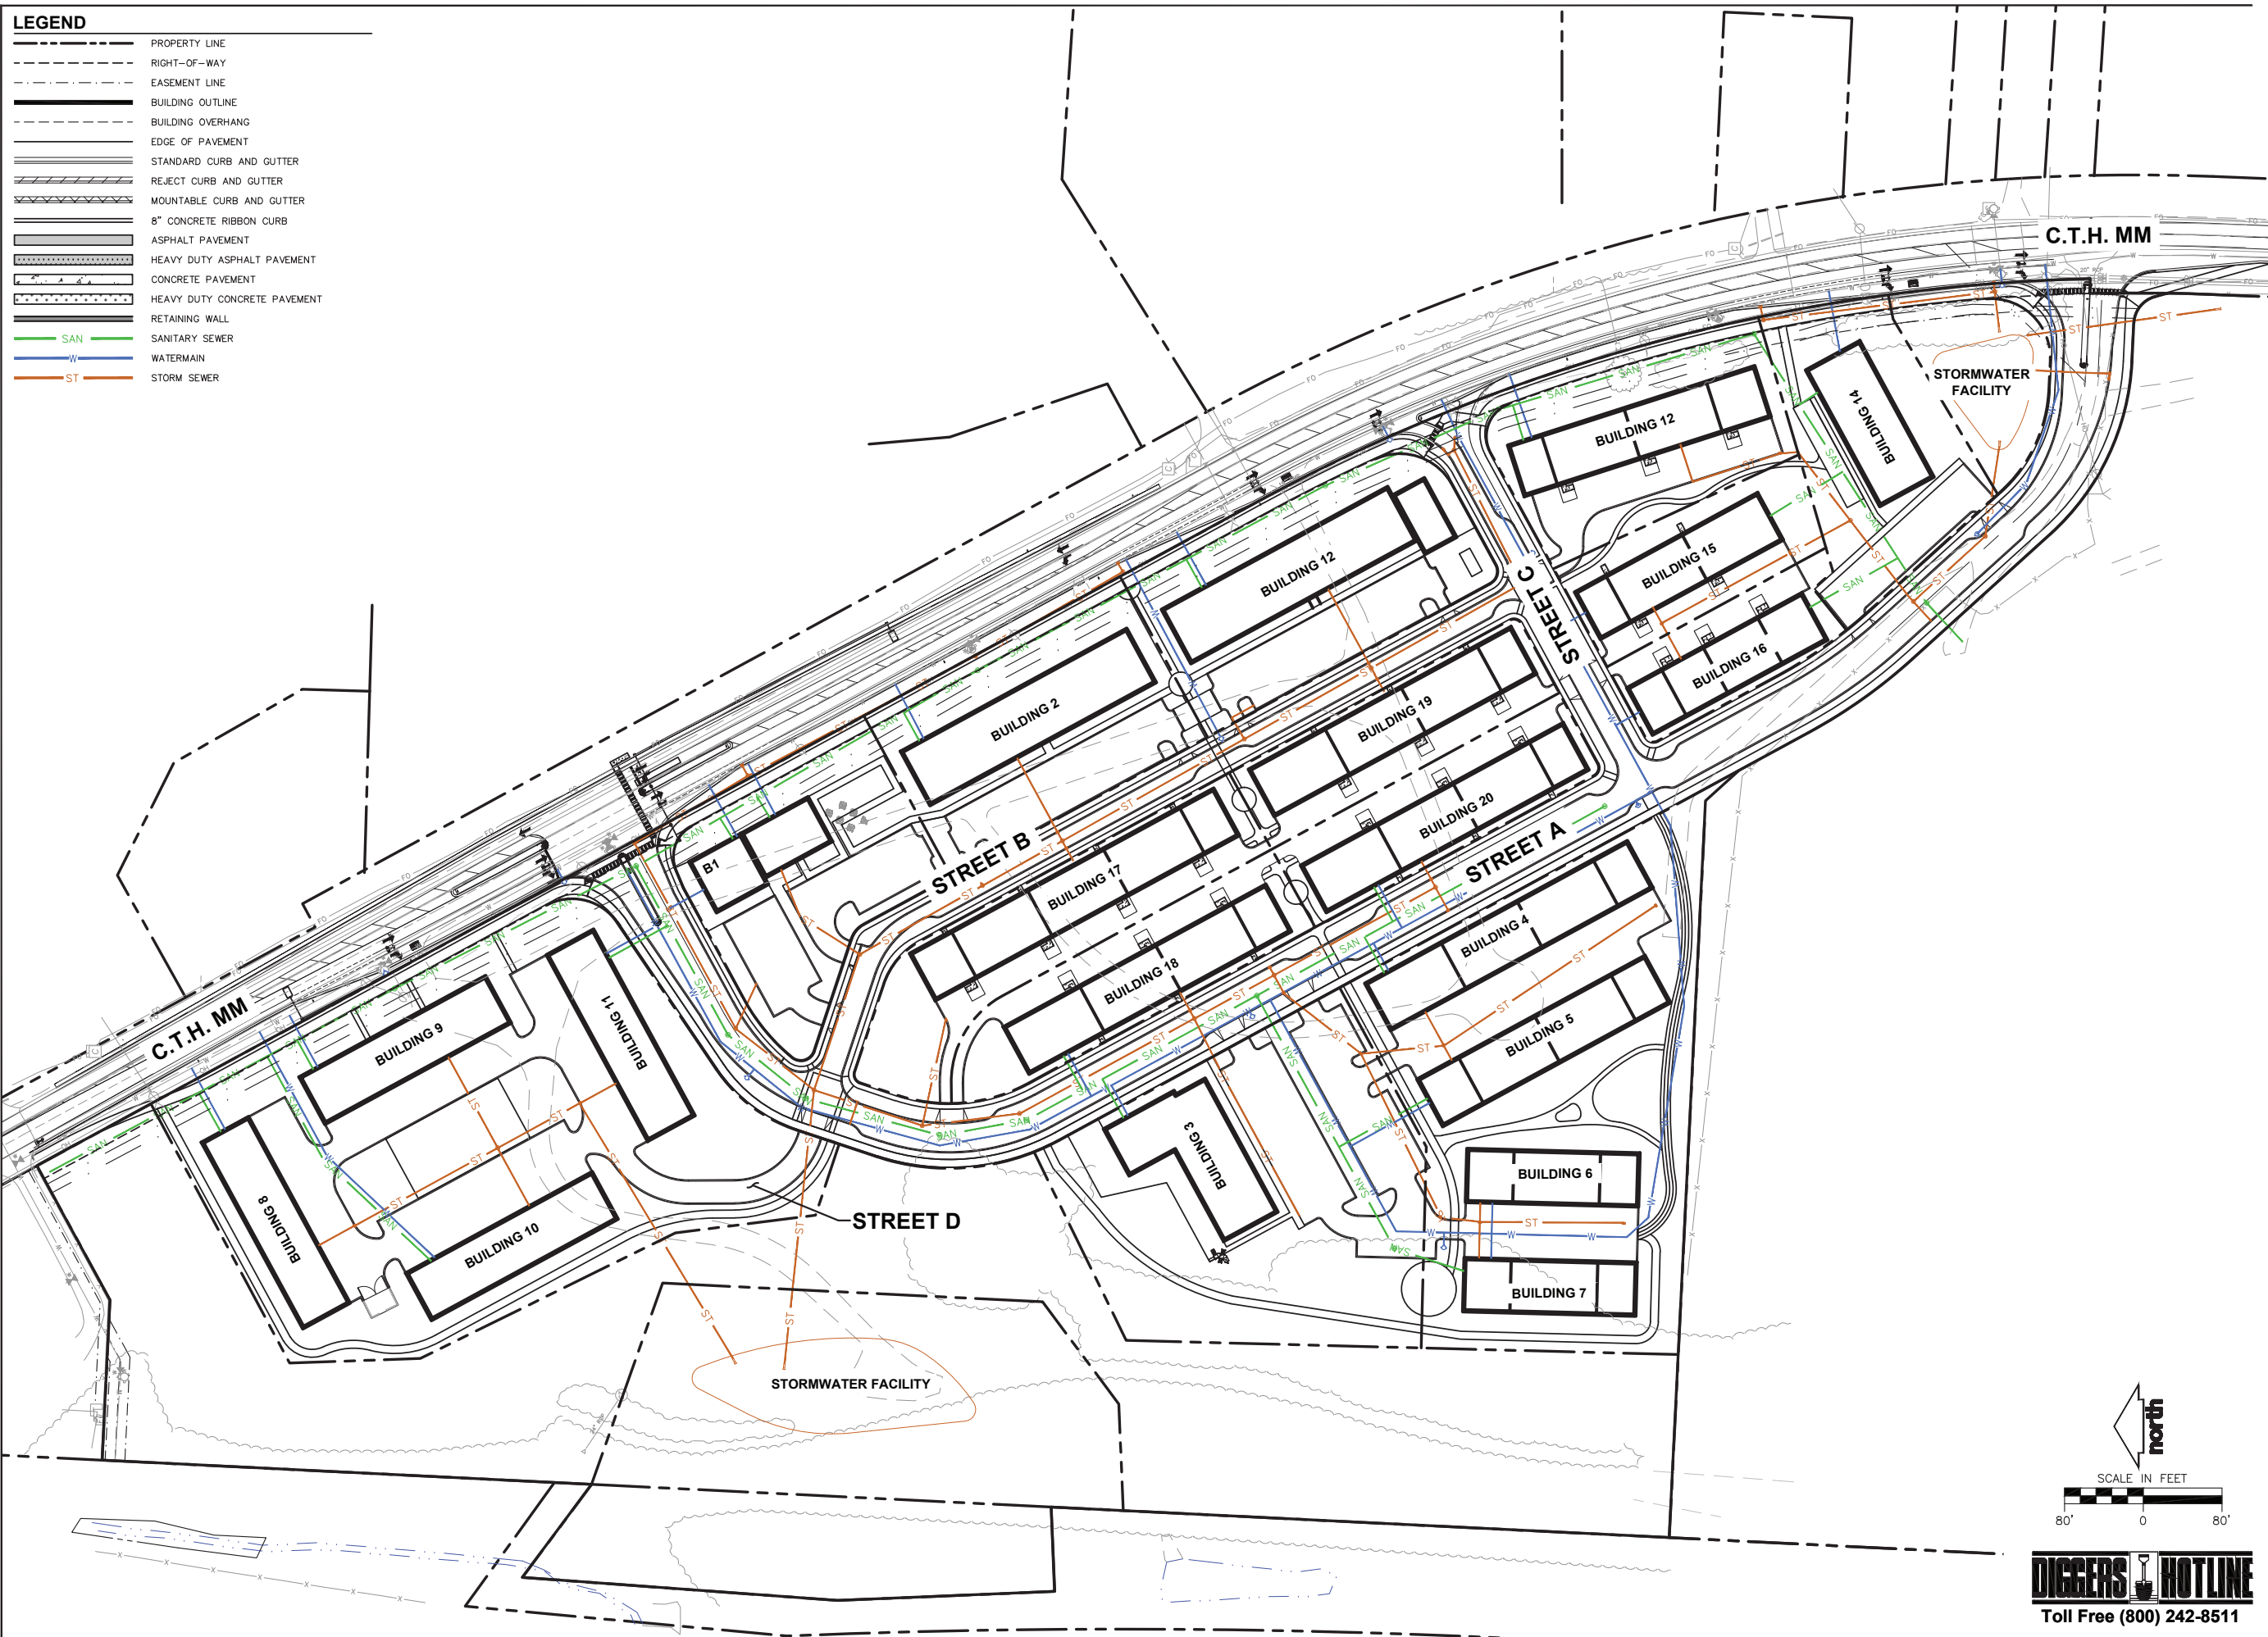 LEGEND
PROPERTY LINE
RIGHT-OF-WAY
EASEMENT LINE
BUILDING OUTLINE
BUILDING OVERHANG
EDGE OF PAVEMENT
STANDARD CURB AND GUTTER
REJECT CURB AND GUTTER
MOUNTABLE CURB AND GUTTER
8" CONCRETE RIBBON CURB
ASPHALT PAVEMENT
HEAVY DUTY ASPHALT PAVEMENT
CONCRETE PAVEMENT
HEAVY DUTY CONCRETE PAVEMENT
RETAINING WALL
SAN SANITARY SEWER
W WATERMAIN
ST STORM SEWER
C.T.H. MM
STORMWATER
FACILITY
BUILDING 14
BUILDING 12
BUILDING 15
BUILDING 16
STREET C
BUILDING 12
BUILDING 2
BUILDING 19
BUILDING 20
STREET B
STREET A
B1
BUILDING 17
BUILDING 18
BUILDING 4
BUILDING 5
BUILDING 3
BUILDING 6
BUILDING 7
C.T.H. MM
BUILDING 9
BUILDING 11
BUILDING 8
BUILDING 10
STREET D
STORMWATER FACILITY
north
SCALE IN FEET
80' 0 80'
DIGGERS HOTLINE
Toll Free (800) 242-8511